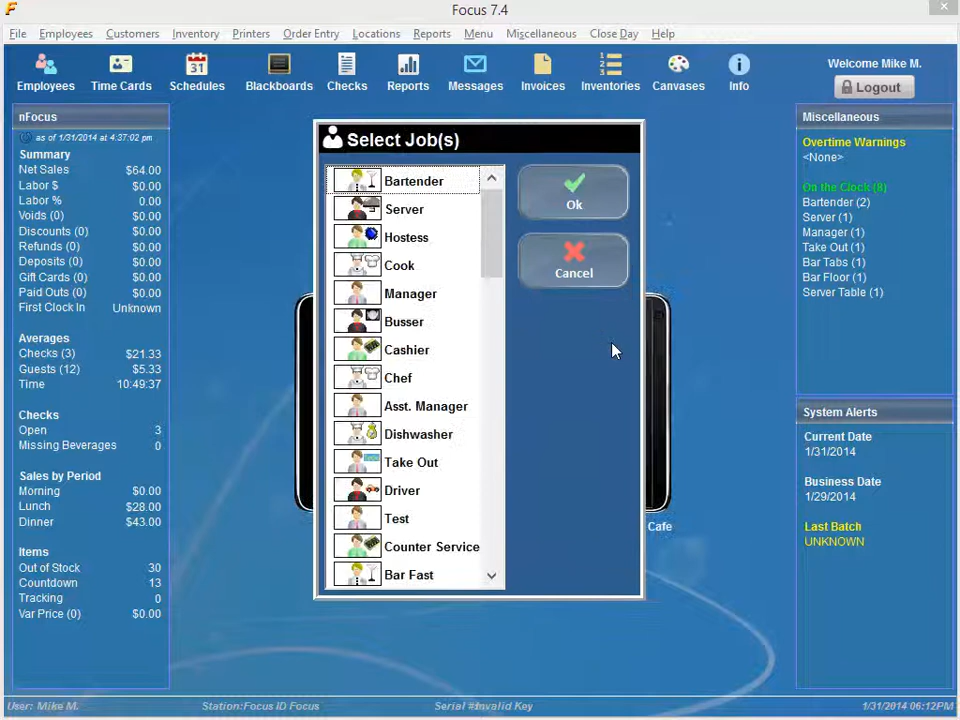 Focus 7.4
File Employees Customers Inventory Printers Order Entry Locations Reports Menu Miscellaneous Close Day Help
Employees Time Cards Schedules Blackboards Checks Reports Messages Invoices Inventories Canvases Info
31
Welcome Mike M.
Logout
nFocus
as of 1/31/2014 at 4:37:02 pm
Summary
Net Sales $64.00
Labor $ $0.00
Labor % 0.00
Voids (0) $0.00
Discounts (0) $0.00
Refunds (0) $0.00
Deposits (0) $0.00
Gift Cards (0) $0.00
Paid Outs (0) $0.00
First Clock In Unknown
Averages
Checks (3) $21.33
Guests (12) $5.33
Time 10:49:37
Checks
Open 3
Missing Beverages 0
Sales by Period
Morning $0.00
Lunch $28.00
Dinner $43.00
Items
Out of Stock 30
Countdown 13
Tracking 0
Var Price (0) $0.00
Select Job(s)
Bartender
Server
Hostess
Cook
Manager
Busser
Cashier
Chef
Asst. Manager
Dishwasher
Take Out
Driver
Test
Counter Service
Bar Fast
Ok
Cancel
Cafe
Miscellaneous
Overtime Warnings
<None>
On the Clock (8)
Bartender (2)
Server (1)
Manager (1)
Take Out (1)
Bar Tabs (1)
Bar Floor (1)
Server Table (1)
System Alerts
Current Date
1/31/2014
Business Date
1/29/2014
Last Batch
UNKNOWN
User: Mike M. Station:Focus ID Focus Serial #:Invalid Key 1/31/2014 06:12PM